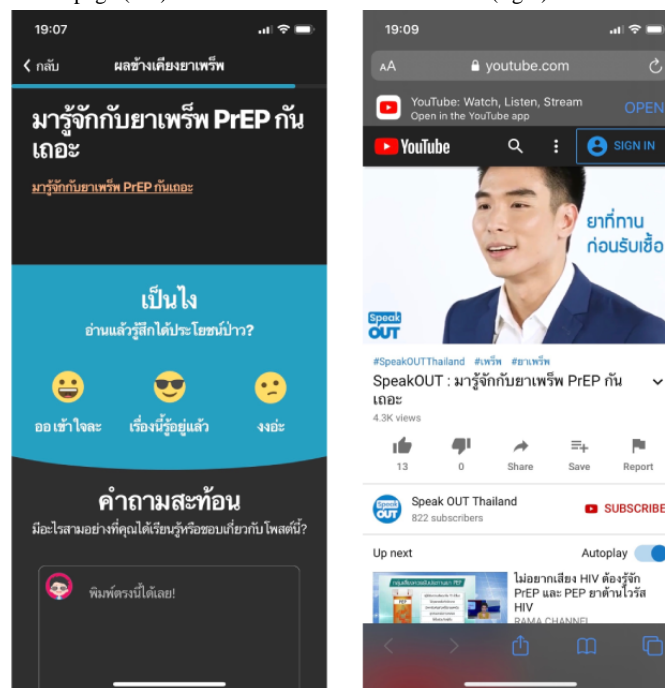 19:07
กลับ
ผลข้างเคียงยาเพร็พ
มารู้จักกับยาเพร็พ PrEP กัน
เถอะ
มารู้จักกับยาเพร็พ PrEP กันเถอะ
เป็นไง
อ่านแล้วรู้สึกได้ประโยชน์ป่าว?
ออ เข้าใจละ
เรื่องนี้รู้อยู่แล้ว
งงอ่ะ
คำถามสะท้อน
มีอะไรสามอย่างที่คุณได้เรียนรู้หรือชอบเกี่ยวกับโพสต์นี้?
พิมพ์ตรงนี้ได้เลย!
19:09
AA
youtube.com
YouTube: Watch, Listen, Stream
Open in the YouTube app
OPEN
YouTube
SIGN IN
ยาที่ทาน
ก่อนรับเชื้อ
Speak
OUT
#SpeakOUTThailand #เพร็พ #ยาเพร็พ
SpeakOUT : มารู้จักกับยาเพร็พ PrEP กัน
เถอะ
4.3K views
13
0
Share
Save
Report
Speak
OUT
Speak OUT Thailand
822 subscribers
SUBSCRIBE
Up next
Autoplay
PEP
ไม่อยากเสี่ยง HIV ต้องรู้จัก
PrEP และ PEP ยาต้านไวรัส
HIV
RAMA CHANNEL